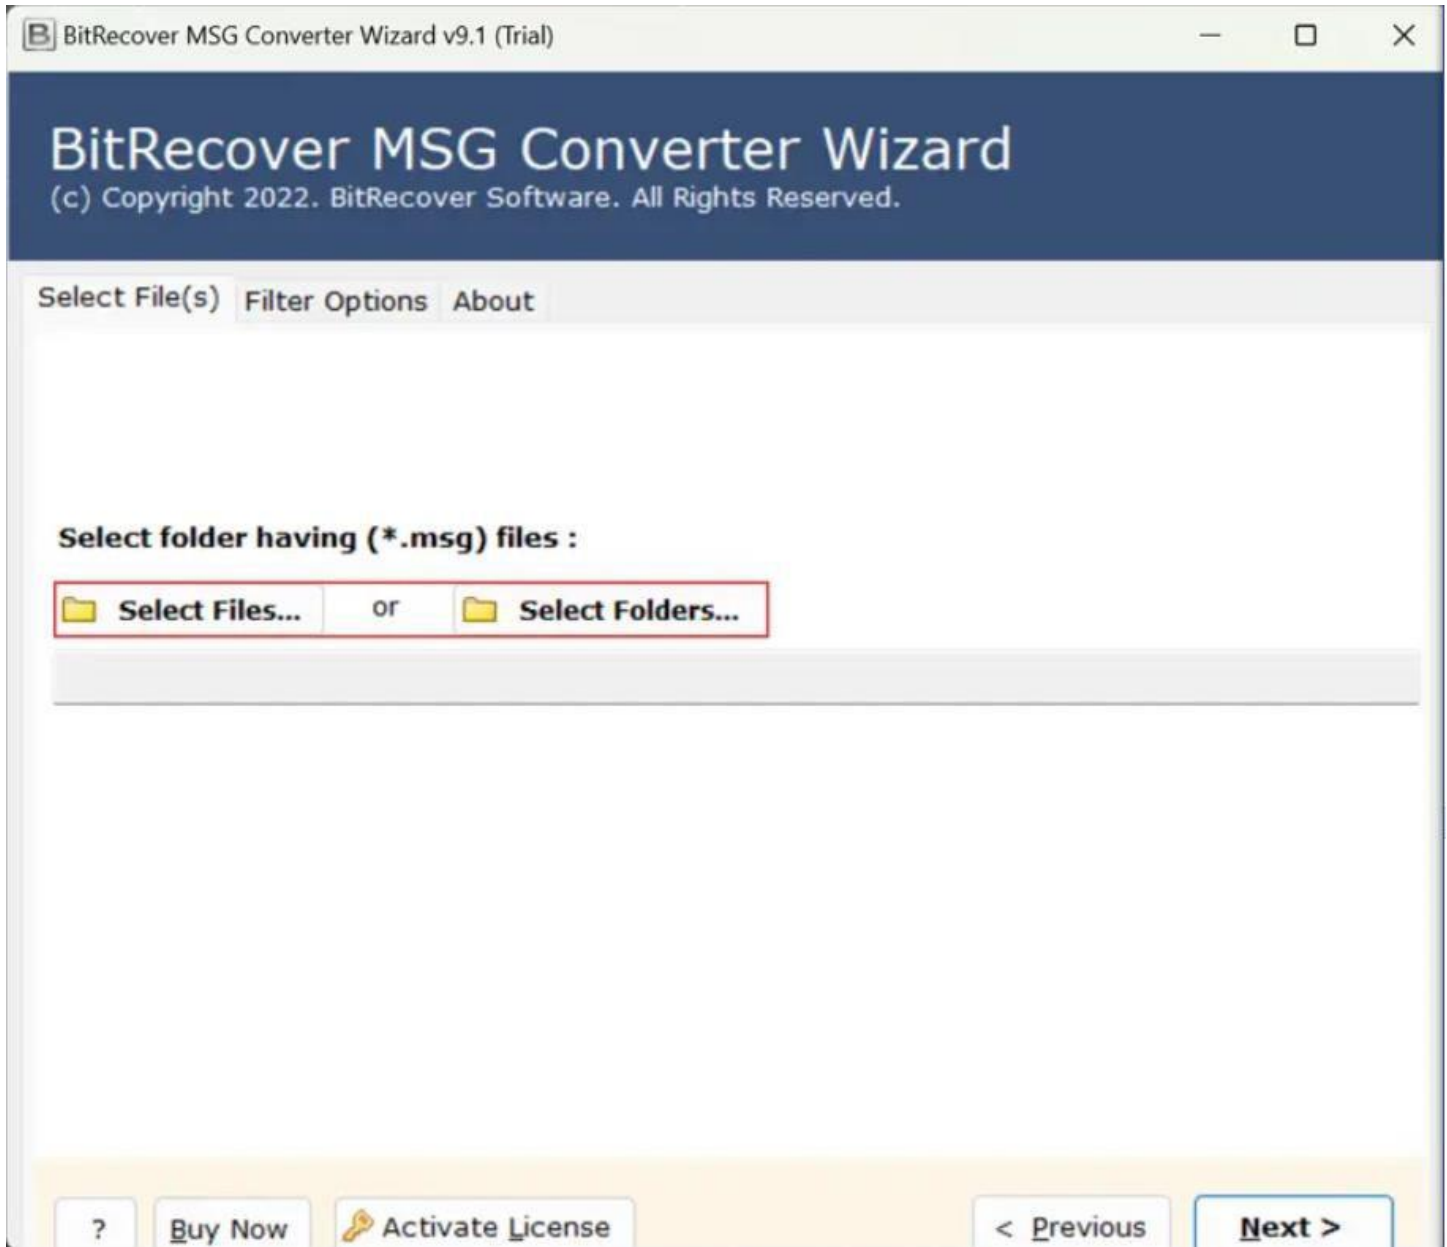 BitRecover MSG Converter Wizard v9.1 (Trial)
BitRecover MSG Converter Wizard
(c) Copyright 2022. BitRecover Software. All Rights Reserved.
Select File(s) Filter Options About
Select folder having (*.msg) files :
Select Files... or Select Folders...
? Buy Now Activate License < Previous Next >